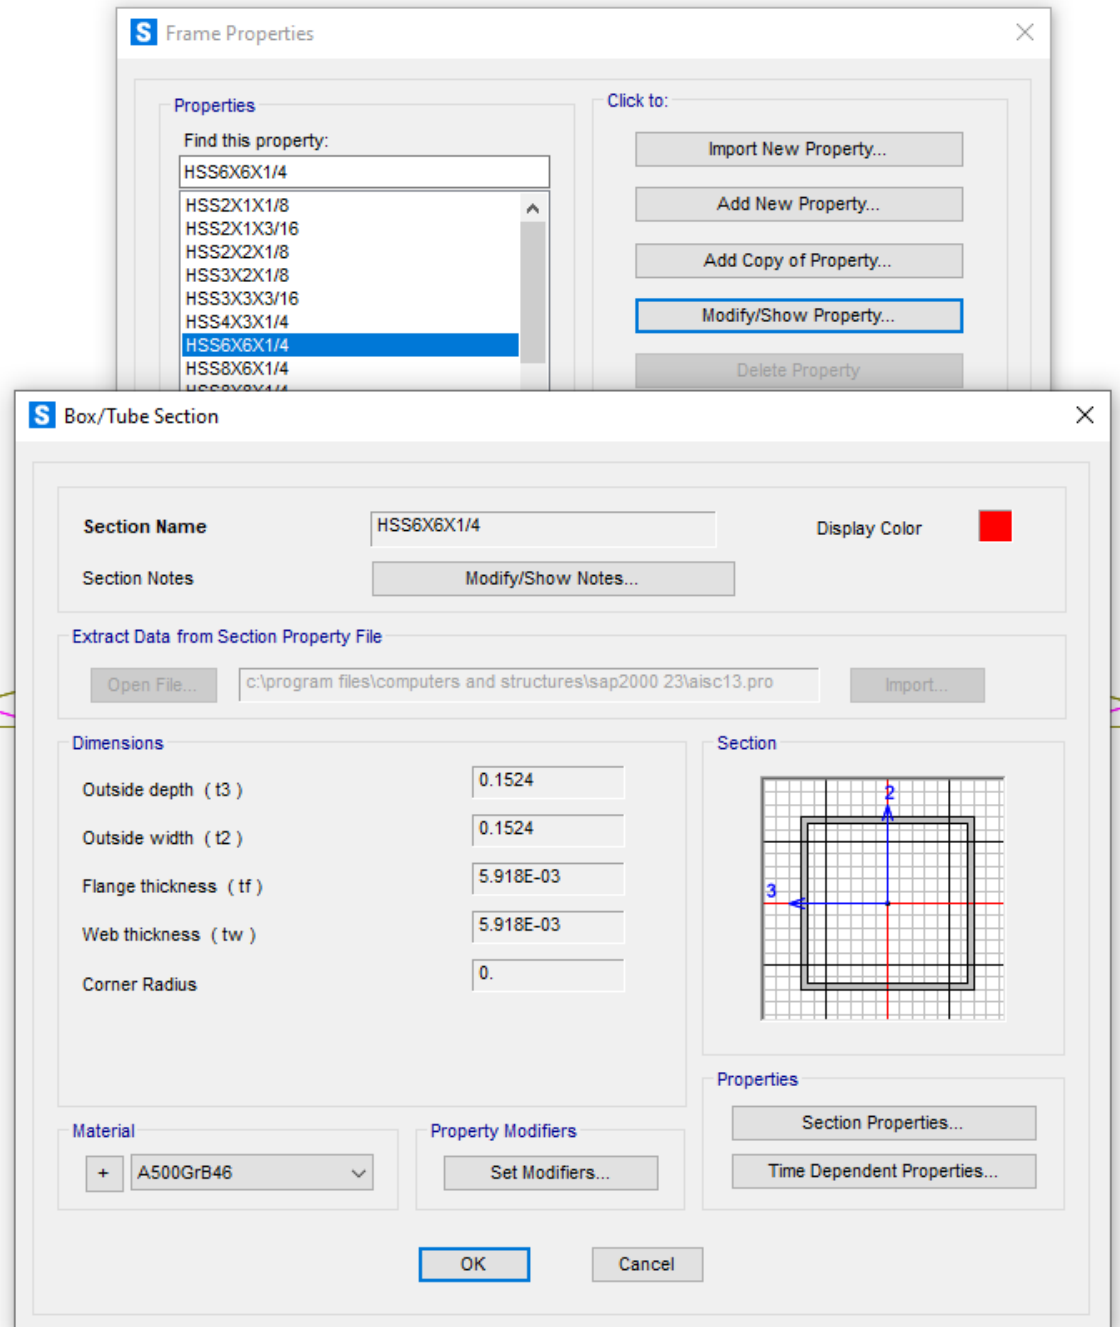 S Frame Properties
Properties
Click to:
Find this property:
HSS6X6X1/4
Import New Property...
HSS2X1X1/8
HSS2X1X3/16
Add New Property...
HSS2X2X1/8
HSS3X2X1/8
Add Copy of Property...
HSS3X3X3/16
HSS4X3X1/4
Modify/Show Property...
HSS6X6X1/4
HSS8X6X1/4
Delete Property
S Box/Tube Section
Section Name
HSS6X6X1/4
Display Color
Section Notes
Modify/Show Notes...
Extract Data from Section Property File
Open File...
c:\program files\computers and structures\sap2000 23\aisc13.pro
Import...
Dimensions
Outside depth ( t3 )
0.1524
Outside width ( t2 )
0.1524
Flange thickness ( tf )
5.918E-03
Web thickness ( tw )
5.918E-03
Corner Radius
0.
Section
2
3
Properties
Section Properties...
Time Dependent Properties...
Material
+
A500GrB46
Property Modifiers
Set Modifiers...
OK
Cancel